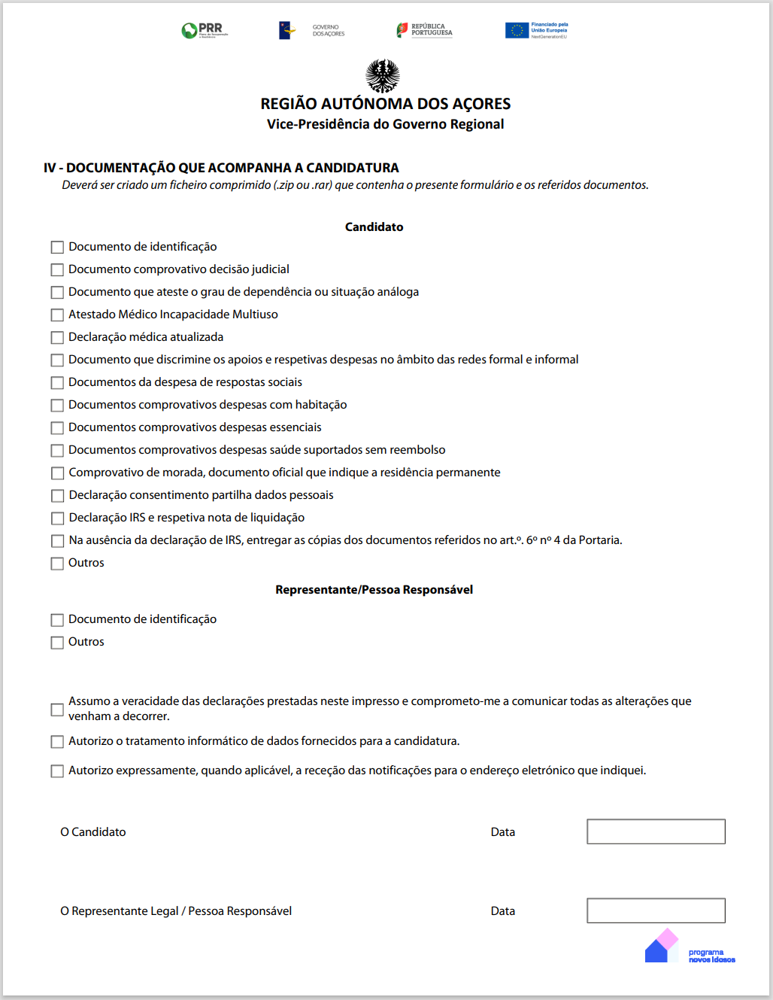 PRR
Plano de Recuperação
e Resiliência
GOVERNO
DOS AÇORES
REPÚBLICA
PORTUGUESA
Financiado pela
União Europeia
NextGenerationEU
REGIÃO AUTÓNOMA DOS AÇORES
Vice-Presidência do Governo Regional
IV - DOCUMENTAÇÃO QUE ACOMPANHA A CANDIDATURA
Deverá ser criado um ficheiro comprimido (.zip ou .rar) que contenha o presente formulário e os referidos documentos.
Candidato
Documento de identificação
Documento comprovativo decisão judicial
Documento que ateste o grau de dependência ou situação análoga
Atestado Médico Incapacidade Multiuso
Declaração médica atualizada
Documento que discrimine os apoios e respetivas despesas no âmbito das redes formal e informal
Documentos da despesa de respostas sociais
Documentos comprovativos despesas com habitação
Documentos comprovativos despesas essenciais
Documentos comprovativos despesas saúde suportados sem reembolso
Comprovativo de morada, documento oficial que indique a residência permanente
Declaração consentimento partilha dados pessoais
Declaração IRS e respetiva nota de liquidação
Na ausência da declaração de IRS, entregar as cópias dos documentos referidos no art.º. 6º nº 4 da Portaria.
Outros
Representante/Pessoa Responsável
Documento de identificação
Outros
Assumo a veracidade das declarações prestadas neste impresso e comprometo-me a comunicar todas as alterações que
venham a decorrer.
Autorizo o tratamento informático de dados fornecidos para a candidatura.
Autorizo expressamente, quando aplicável, a receção das notificações para o endereço eletrónico que indiquei.
O Candidato Data
O Representante Legal / Pessoa Responsável Data
programa
novos idosos